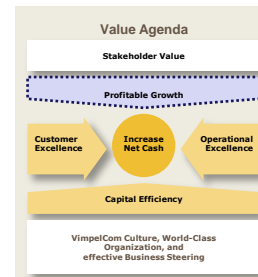 Value Agenda
Stakeholder Value
Profitable Growth
Customer
Excellence
Increase
Net Cash
Operational
Excellence
Capital Efficiency
VimpelCom Culture, World-Class
Organization, and
effective Business Steering